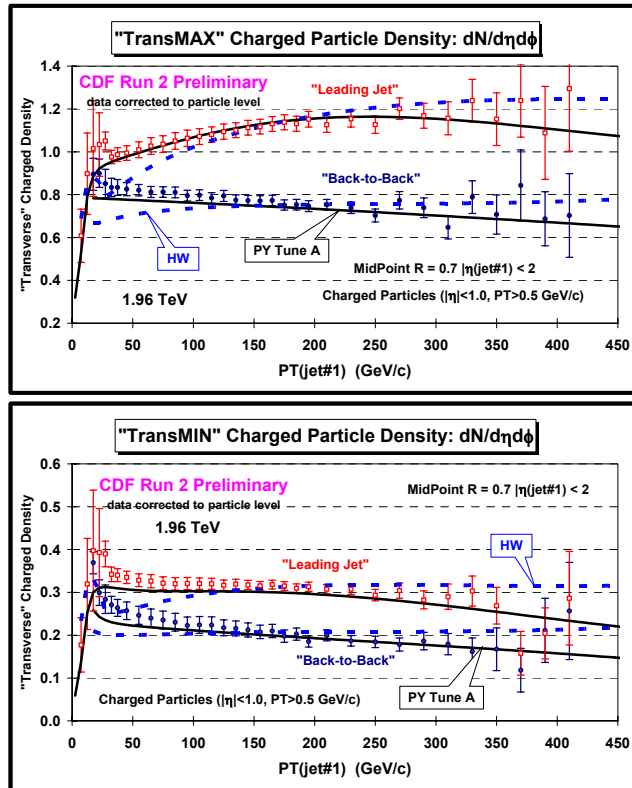 "TransMAX" Charged Particle Density: dN/dηdϕ
CDF Run 2 Preliminary
data corrected to particle level
"Leading Jet"
"Back-to-Back"
HW
PY Tune A
MidPoint R = 0.7 |η(jet#1)| < 2
1.96 TeV
Charged Particles (|η|<1.0, PT>0.5 GeV/c)
"Transverse" Charged Density
1.4
1.2
1.0
0.8
0.6
0.4
0.2
0 50 100 150 200 250 300 350 400 450
PT(jet#1) (GeV/c)
"TransMIN" Charged Particle Density: dN/dηdϕ
CDF Run 2 Preliminary
data corrected to particle level
MidPoint R = 0.7 |η(jet#1) < 2
1.96 TeV
HW
"Leading Jet"
"Back-to-Back"
PY Tune A
Charged Particles (|η|<1.0, PT>0.5 GeV/c)
"Transverse" Charged Density
0.6
0.5
0.4
0.3
0.2
0.1
0.0
0 50 100 150 200 250 300 350 400 450
PT(jet#1) (GeV/c)